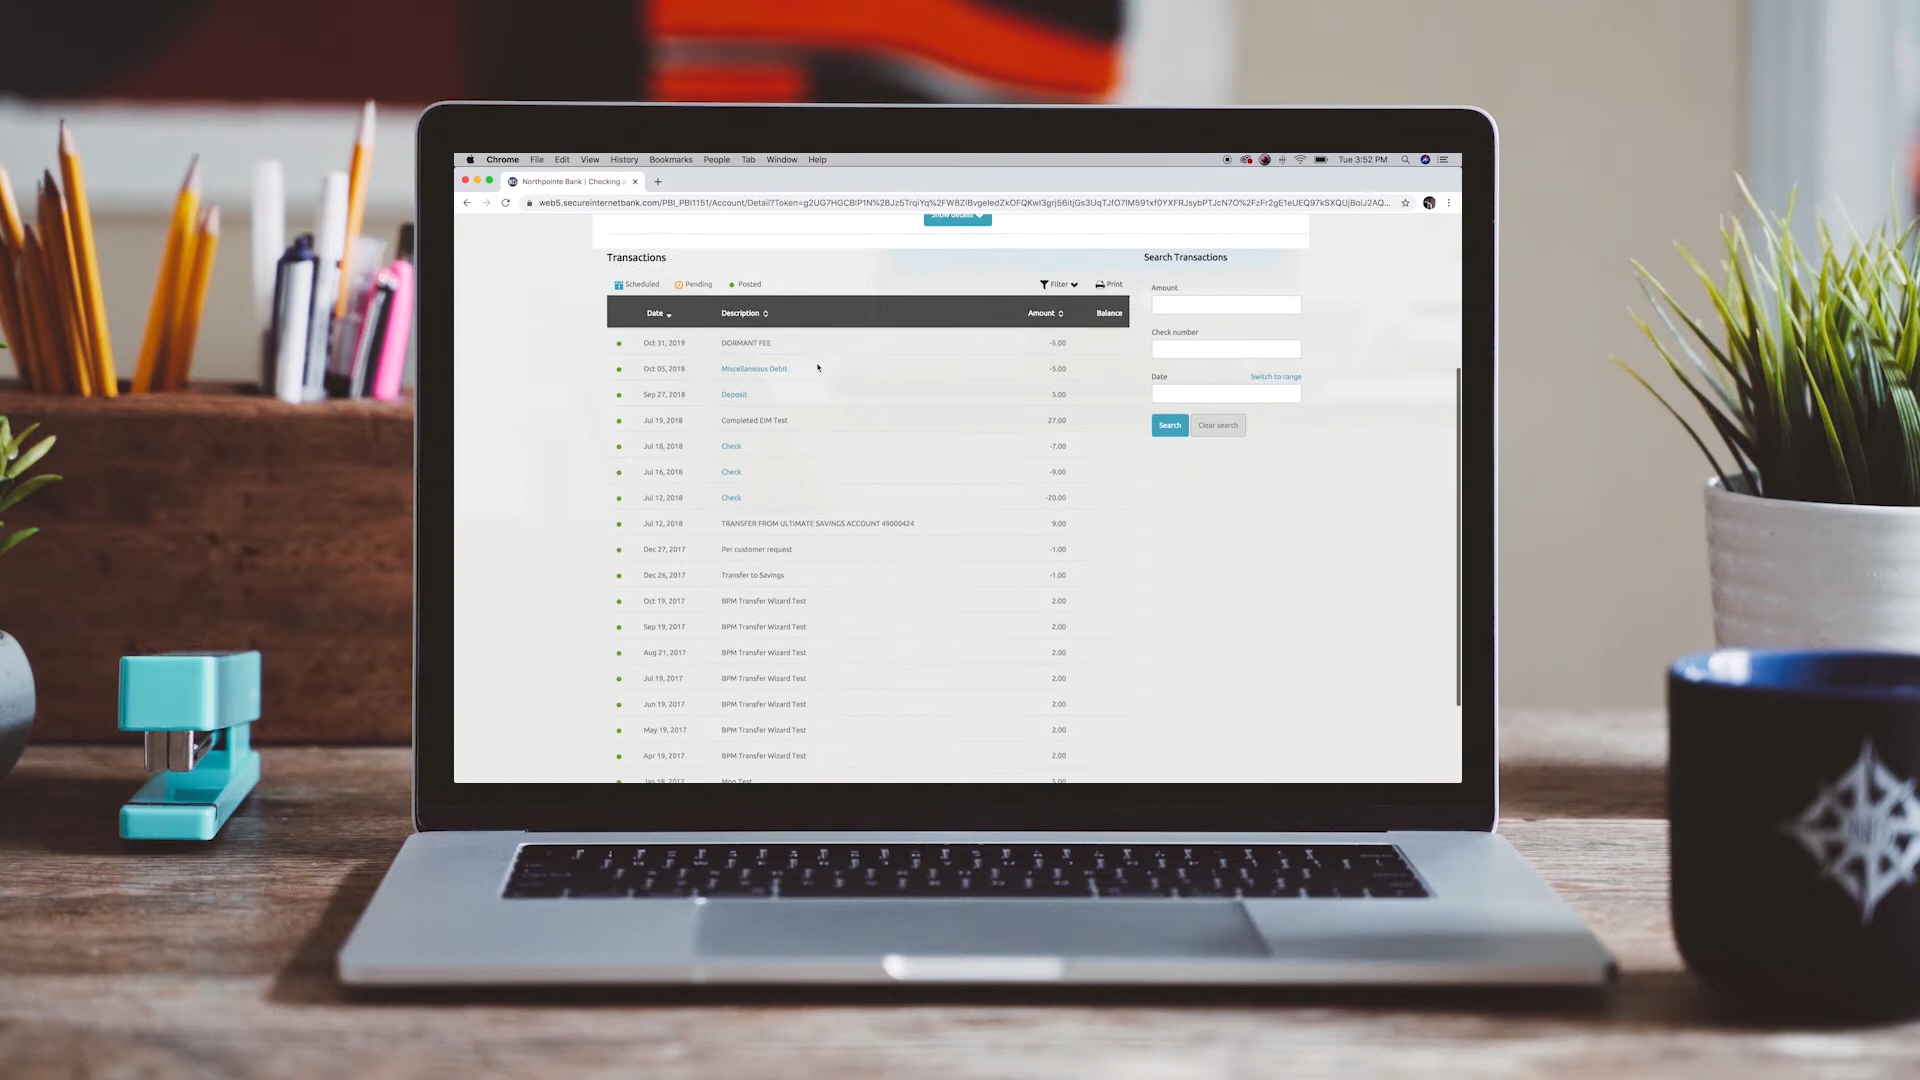 Chrome File Edit View History Bookmarks People Tab Window Help Tue 3:52 PM
Northpointe Bank | Checking
Show details
Transactions
Search Transactions
Scheduled Pending Posted Filter Print
Date Description Amount Balance
Oct 31, 2019 DORMANT FEE -5.00
Oct 05, 2018 Miscellaneous Debit -5.00
Sep 27, 2018 Deposit 5.00
Jul 19, 2018 Completed EIM Test 27.00
Jul 18, 2018 Check -7.00
Jul 16, 2018 Check -9.00
Jul 12, 2018 Check -20.00
Jul 12, 2018 TRANSFER FROM ULTIMATE SAVINGS ACCOUNT 49000424 9.00
Dec 27, 2017 Per customer request -1.00
Dec 26, 2017 Transfer to Savings -1.00
Oct 19, 2017 BPM Transfer Wizard Test 2.00
Sep 19, 2017 BPM Transfer Wizard Test 2.00
Aug 21, 2017 BPM Transfer Wizard Test 2.00
Jul 19, 2017 BPM Transfer Wizard Test 2.00
Jun 19, 2017 BPM Transfer Wizard Test 2.00
May 19, 2017 BPM Transfer Wizard Test 2.00
Apr 19, 2017 BPM Transfer Wizard Test 2.00
Jan 18, 2017 Mon Test 5.00
Amount
Check number
Date Switch to range
Search Clear search